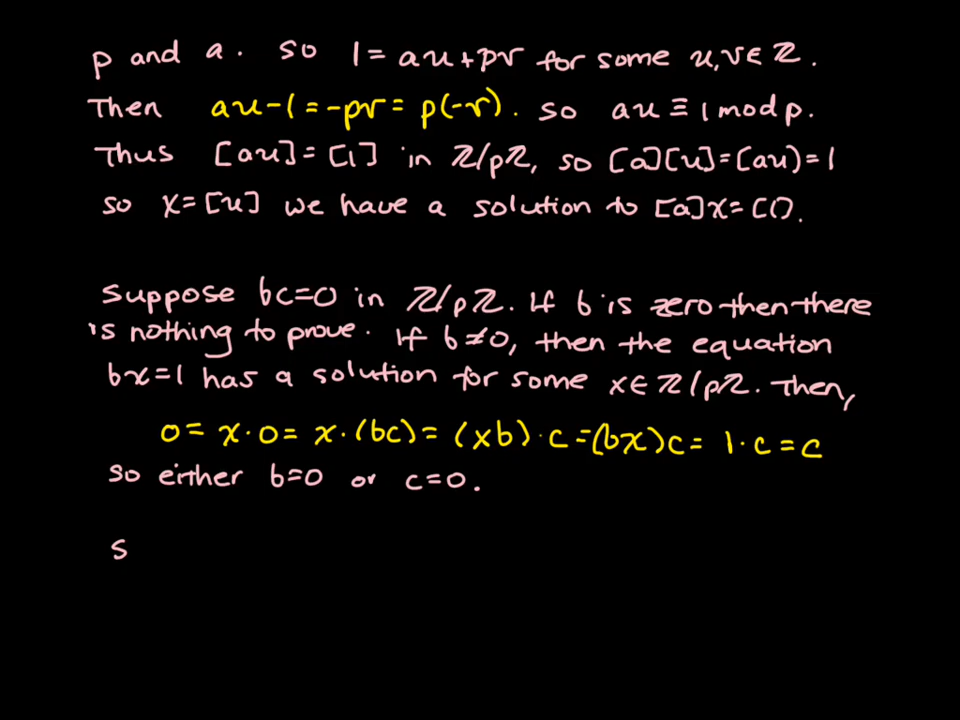 p and a. so 1 = au+pv for some u,v∈ℤ.
Then au-1=-pv= p(-v). so au ≡ 1 mod p.
Thus [au]=[1] in ℤ/pℤ, so [a][u]=[au]=1
so x=[u] we have a solution to [a]x=[1].
Suppose bc=0 in ℤ/pℤ. If b is zero then there
is nothing to prove. If b≠0, then the equation
bx=1 has a solution for some x∈ℤ/pℤ. Then,
0= x·0= x·(bc)= (xb)·c=(bx)c= 1·c=c
so either b=0 or c=0.
S